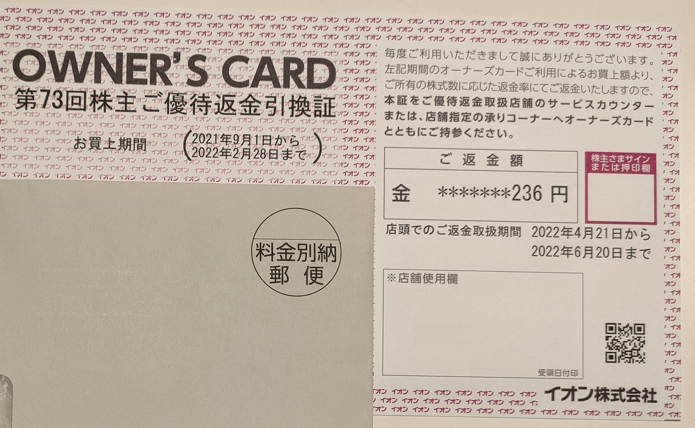 OWNER'S CARD
第73回株主ご優待返金引換証
お買上期間 (2021年9月1日から
2022年2月28日まで)
毎度ご利用いただきまして誠にありがとうございます。
左記期間のオーナーズカードご利用によるお買上額より、
ご所有の株式数に応じた返金率にてご返金いたしますので、
本証をご優待返金取扱店舗のサービスカウンター
または、店舗指定の承りコーナーへオーナーズカード
とともにご持参ください。
ご返金額
金 *******236 円
株主さまサイン
または押印欄
店頭でのご返金取扱期間 2022年4月21日から
2022年6月20日まで
料金別納
郵便
※店舗使用欄
受領日付印
イオン株式会社